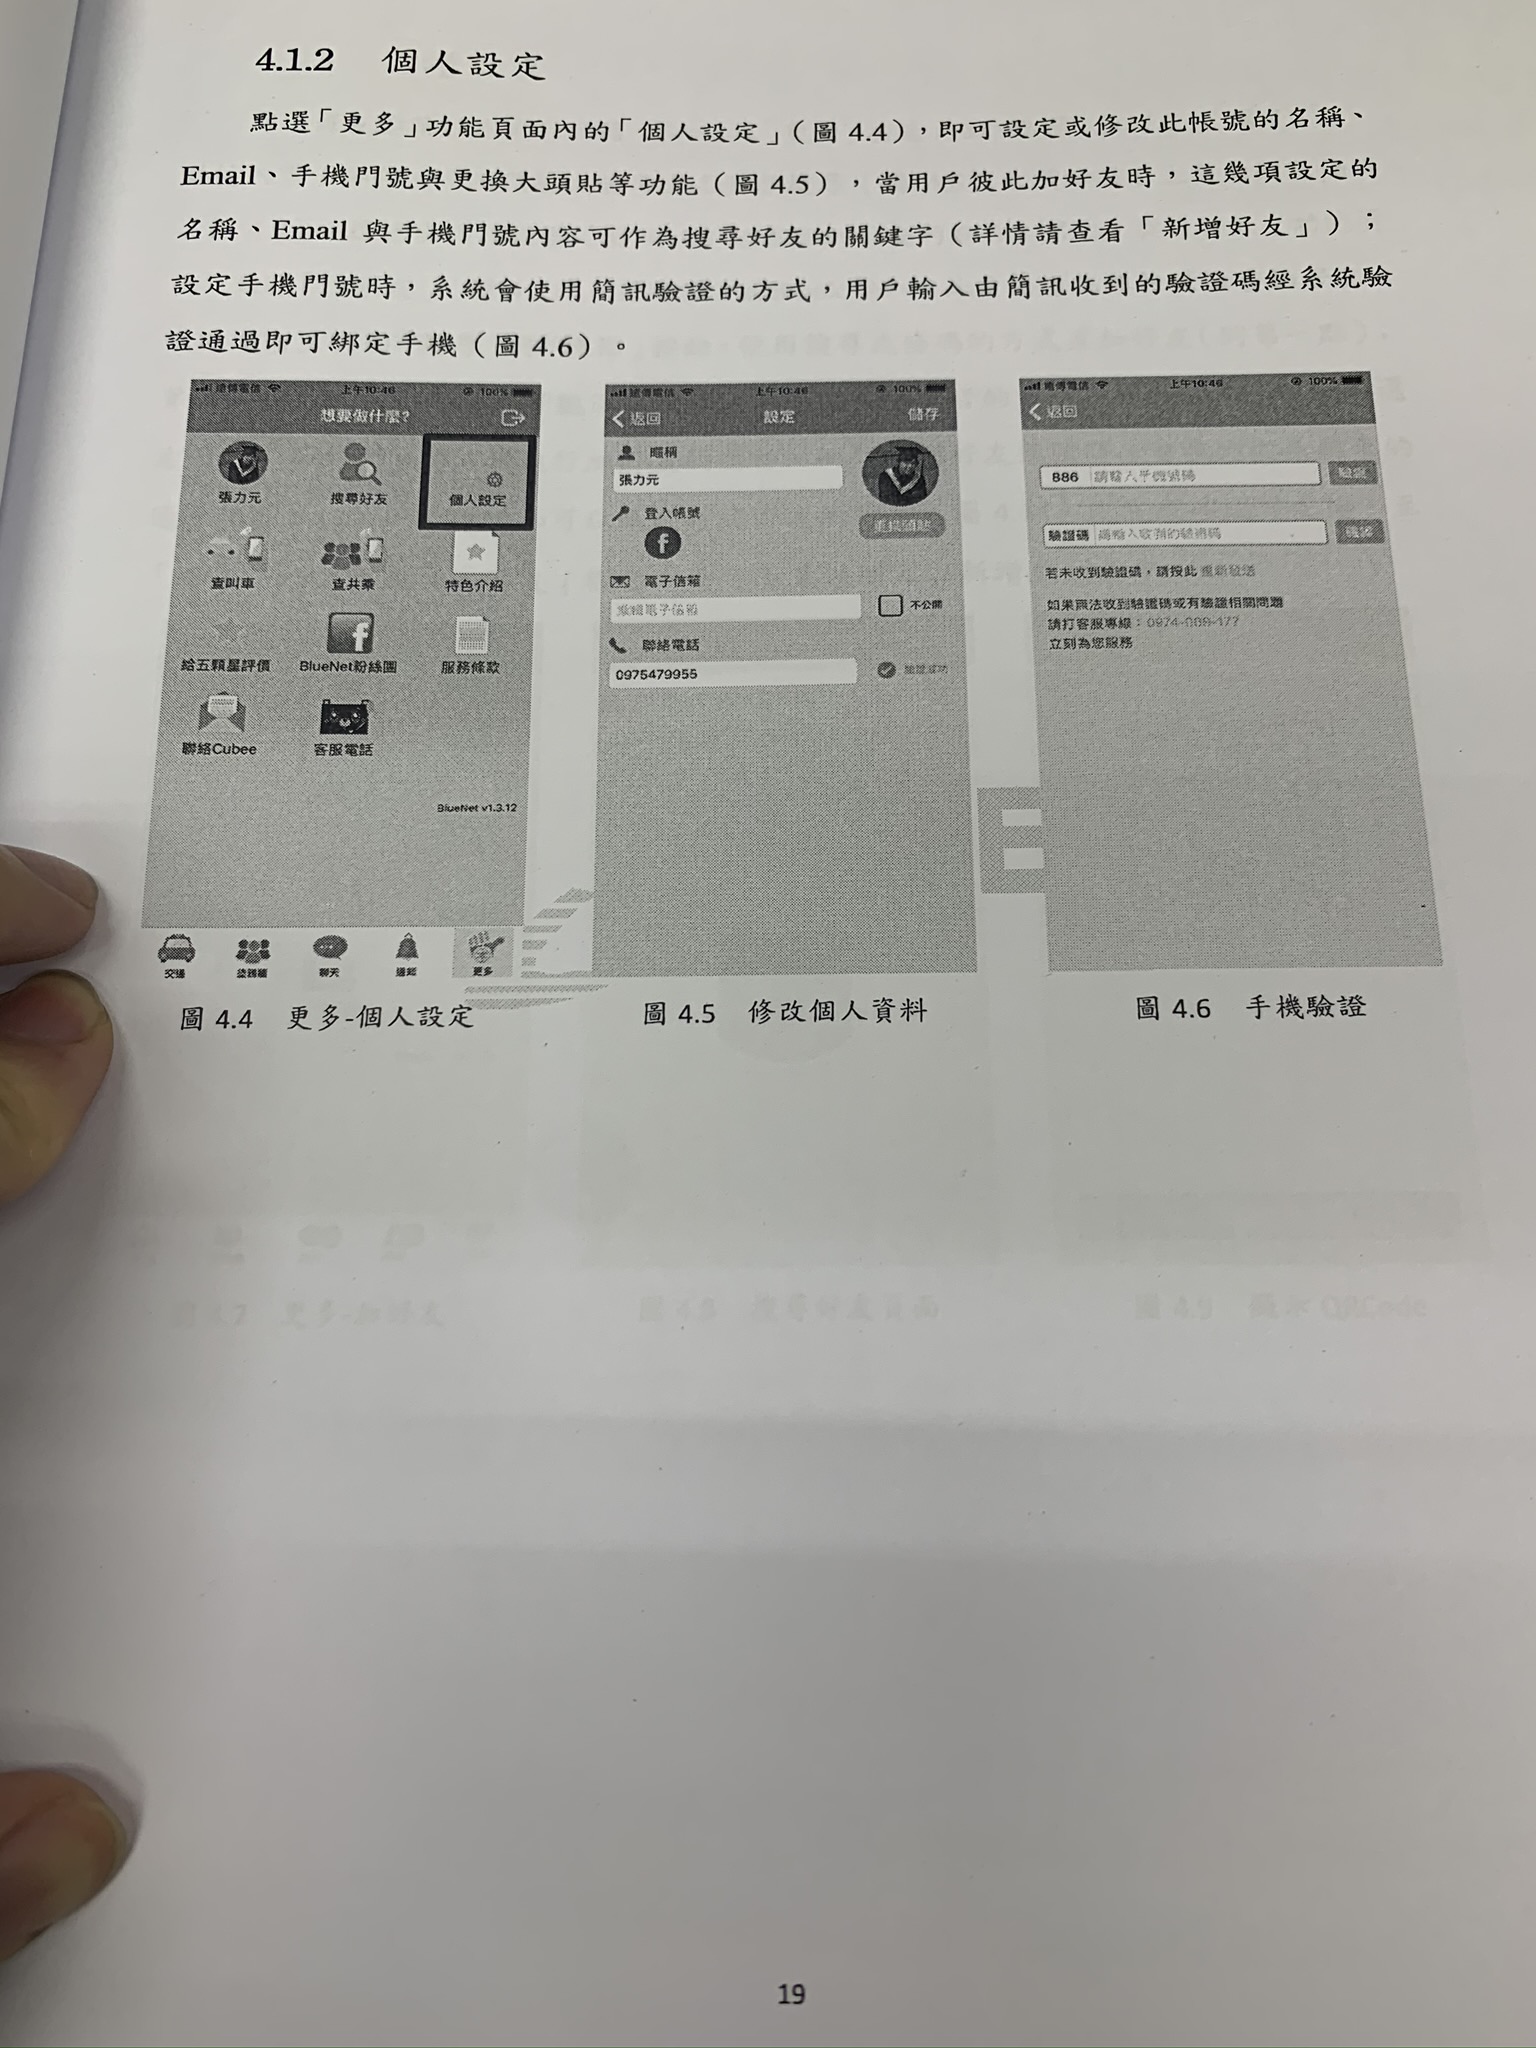 4.1.2 個人設定
點選「更多」功能頁面內的「個人設定」（圖 4.4），即可設定或修改此帳號的名稱、
Email、手機門號與更換大頭貼等功能（圖 4.5），當用戶彼此加好友時，這幾項設定的
名稱、Email 與手機門號內容可作為搜尋好友的關鍵字（詳情請查看「新增好友」）；
設定手機門號時，系統會使用簡訊驗證的方式，用戶輸入由簡訊收到的驗證碼經系統驗
證通過即可綁定手機（圖 4.6）。
遠傳電信 上午10:46 100%
想要做什麼?
張力元 搜尋好友 個人設定
查叫車 查共乘 特色介紹
給五顆星評價 BlueNet粉絲團 服務條款
聯絡Cubee 客服電話
BlueNet v1.3.12
交通 聊天 通知 更多
圖 4.4 更多-個人設定
遠傳電信 上午10:46 100%
返回 設定 儲存
暱稱
張力元
更換頭貼
登入帳號
電子信箱
編輯電子信箱 不公開
聯絡電話
0975479955 驗證成功
圖 4.5 修改個人資料
遠傳電信 上午10:46 100%
返回
886 請輸入手機號碼
驗證碼 請輸入收到的驗證碼
若未收到驗證碼，請按此 重新發送
如果無法收到驗證碼或有驗證相關問題
請打客服專線：
立刻為您服務
圖 4.6 手機驗證
19